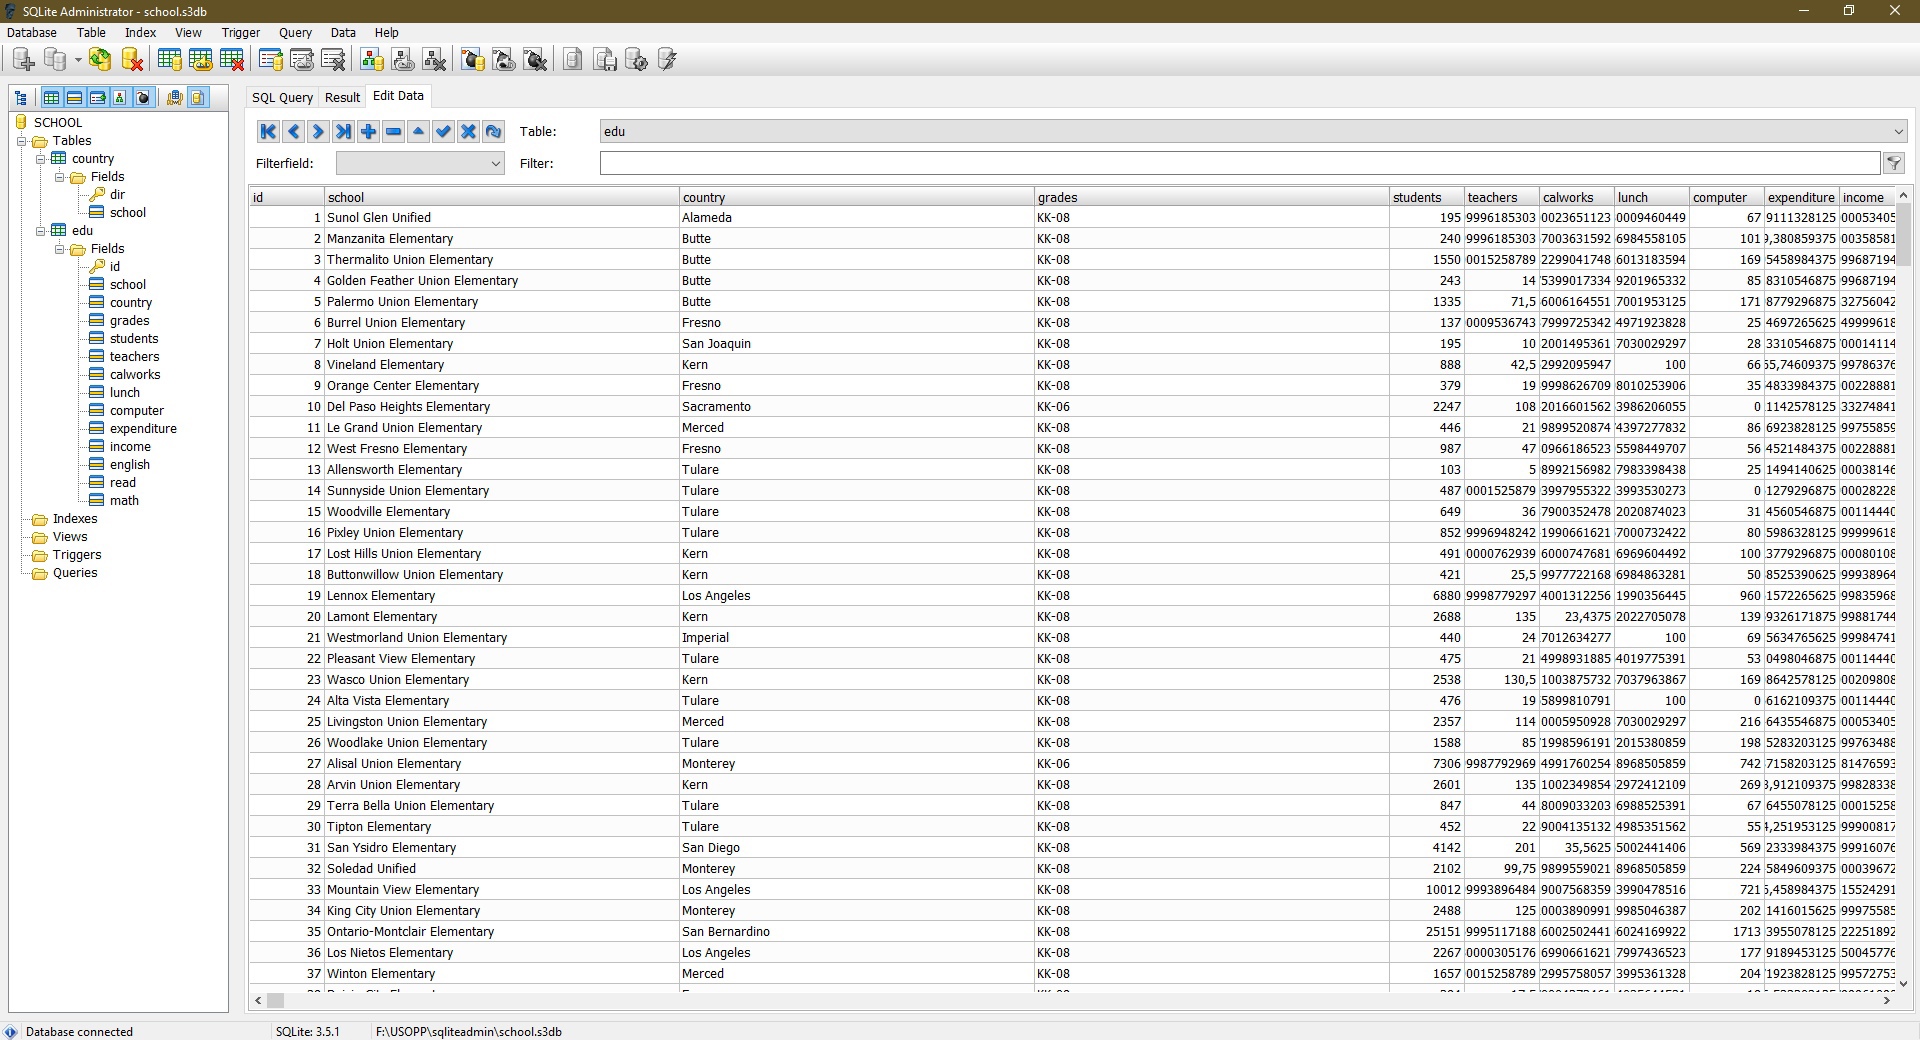 SQLite Administrator - school.s3db
Database Table Index View Trigger Query Data Help
SQL Query Result Edit Data
SCHOOL
Tables
country
Fields
dir
school
edu
Fields
id
school
country
grades
students
teachers
calworks
lunch
computer
expenditure
income
english
read
math
Indexes
Views
Triggers
Queries
Table: edu
Filterfield: Filter:
id school country grades students teachers calworks lunch computer expenditure income
1 Sunol Glen Unified Alameda KK-08 195 9996185303 0023651123 0009460449 67 9111328125 00053405
2 Manzanita Elementary Butte KK-08 240 9996185303 7003631592 6984558105 101 9,380859375 00358581
3 Thermalito Union Elementary Butte KK-08 1550 0015258789 2299041748 6013183594 169 5458984375 99687194
4 Golden Feather Union Elementary Butte KK-08 243 14 5399017334 9201965332 85 8310546875 99687194
5 Palermo Union Elementary Butte KK-08 1335 71,5 6006164551 7001953125 171 8779296875 32756042
6 Burrel Union Elementary Fresno KK-08 137 0009536743 7999725342 4971923828 25 4697265625 49999618
7 Holt Union Elementary San Joaquin KK-08 195 10 2001495361 7030029297 28 3310546875 00014114
8 Vineland Elementary Kern KK-08 888 42,5 2992095947 100 66 55,74609375 99786376
9 Orange Center Elementary Fresno KK-08 379 19 9998626709 8010253906 35 4833984375 00228881
10 Del Paso Heights Elementary Sacramento KK-06 2247 108 2016601562 3986206055 0 1142578125 33274841
11 Le Grand Union Elementary Merced KK-08 446 21 9899520874 4397277832 86 6923828125 99755859
12 West Fresno Elementary Fresno KK-08 987 47 0966186523 5598449707 56 4521484375 00228881
13 Allensworth Elementary Tulare KK-08 103 5 8992156982 7983398438 25 1494140625 00038146
14 Sunnyside Union Elementary Tulare KK-08 487 0001525879 3997955322 3993530273 0 1279296875 00028228
15 Woodville Elementary Tulare KK-08 649 36 7900352478 2020874023 31 4560546875 00114440
16 Pixley Union Elementary Tulare KK-08 852 9996948242 1990661621 7000732422 80 5986328125 99999618
17 Lost Hills Union Elementary Kern KK-08 491 0000762939 6000747681 6969604492 100 3779296875 00080108
18 Buttonwillow Union Elementary Kern KK-08 421 25,5 9977722168 6984863281 50 8525390625 99938964
19 Lennox Elementary Los Angeles KK-08 6880 9998779297 4001312256 1990356445 960 1572265625 99835968
20 Lamont Elementary Kern KK-08 2688 135 23,4375 2022705078 139 9326171875 99881744
21 Westmorland Union Elementary Imperial KK-08 440 24 7012634277 100 69 5634765625 99984741
22 Pleasant View Elementary Tulare KK-08 475 21 4998931885 4019775391 53 0498046875 00114440
23 Wasco Union Elementary Kern KK-08 2538 130,5 1003875732 7037963867 169 8642578125 00209808
24 Alta Vista Elementary Tulare KK-08 476 19 5899810791 100 0 6162109375 00114440
25 Livingston Union Elementary Merced KK-08 2357 114 0005950928 7030029297 216 6435546875 00053405
26 Woodlake Union Elementary Tulare KK-08 1588 85 1998596191 2015380859 198 5283203125 99763488
27 Alisal Union Elementary Monterey KK-06 7306 9987792969 4991760254 8968505859 742 7158203125 81476593
28 Arvin Union Elementary Kern KK-08 2601 135 1002349854 2972412109 269 3,912109375 99828338
29 Terra Bella Union Elementary Tulare KK-08 847 44 8009033203 6988525391 67 6455078125 00015258
30 Tipton Elementary Tulare KK-08 452 22 9004135132 4985351562 55 4,251953125 99900817
31 San Ysidro Elementary San Diego KK-08 4142 201 35,5625 5002441406 569 2333984375 99916076
32 Soledad Unified Monterey KK-08 2102 99,75 9899559021 8968505859 224 5849609375 00039672
33 Mountain View Elementary Los Angeles KK-08 10012 9993896484 9007568359 3990478516 721 5,458984375 15524291
34 King City Union Elementary Monterey KK-08 2488 125 0003890991 9985046387 202 1416015625 99975585
35 Ontario-Montclair Elementary San Bernardino KK-08 25151 9995117188 6002502441 6024169922 1713 3955078125 22251892
36 Los Nietos Elementary Los Angeles KK-08 2267 0000305176 6990661621 7997436523 177 9189453125 50045776
37 Winton Elementary Merced KK-08 1657 0015258789 2995758057 3995361328 204 1923828125 99572753
Database connected SQLite: 3.5.1 F:\USOPP\sqliteadmin\school.s3db